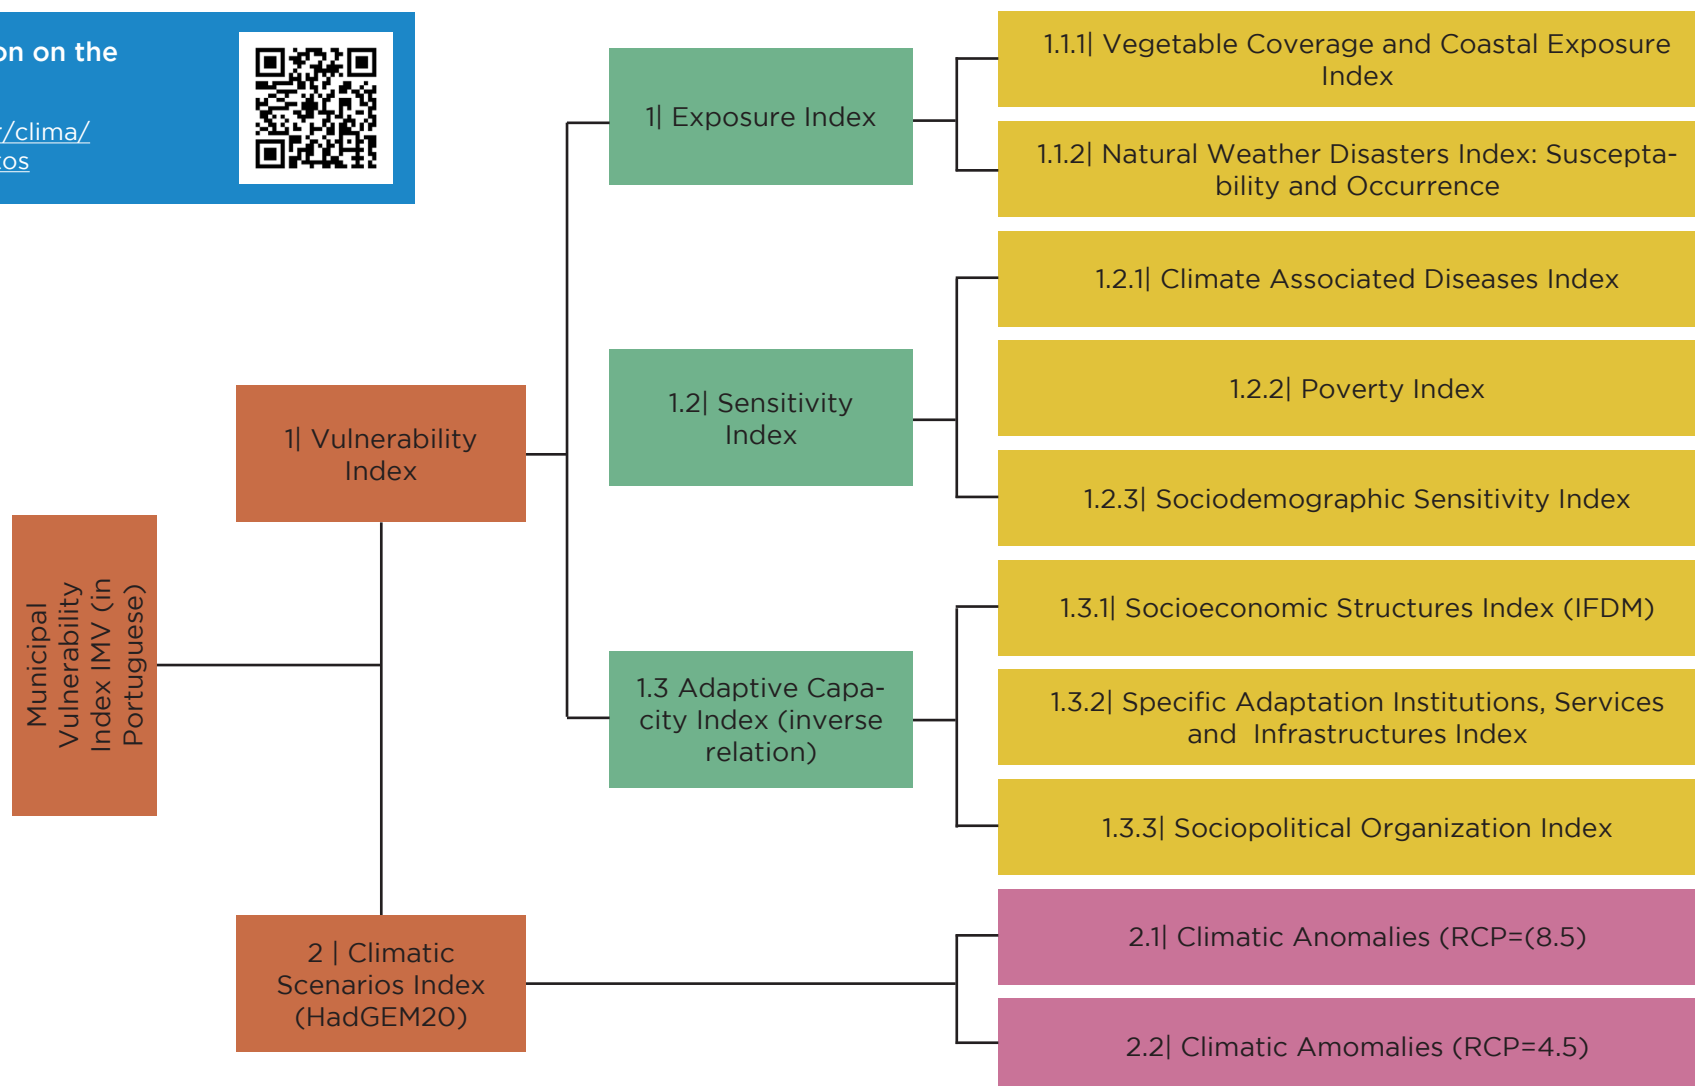 on on the
r/clima/
tos
1.1.1| Vegetable Coverage and Coastal Exposure
Index
1| Exposure Index
1.1.2| Natural Weather Disasters Index: Suscepta-
bility and Occurrence
1.2.1| Climate Associated Diseases Index
1.2| Sensitivity
Index
1.2.2| Poverty Index
1| Vulnerability
Index
1.2.3| Sociodemographic Sensitivity Index
Municipal
Vulnerability
Index IMV (in
Portuguese)
1.3.1| Socioeconomic Structures Index (IFDM)
1.3 Adaptive Capa-
city Index (inverse
relation)
1.3.2| Specific Adaptation Institutions, Services
and  Infrastructures Index
1.3.3| Sociopolitical Organization Index
2 | Climatic
Scenarios Index
(HadGEM20)
2.1| Climatic Anomalies (RCP=(8.5)
2.2| Climatic Amomalies (RCP=4.5)